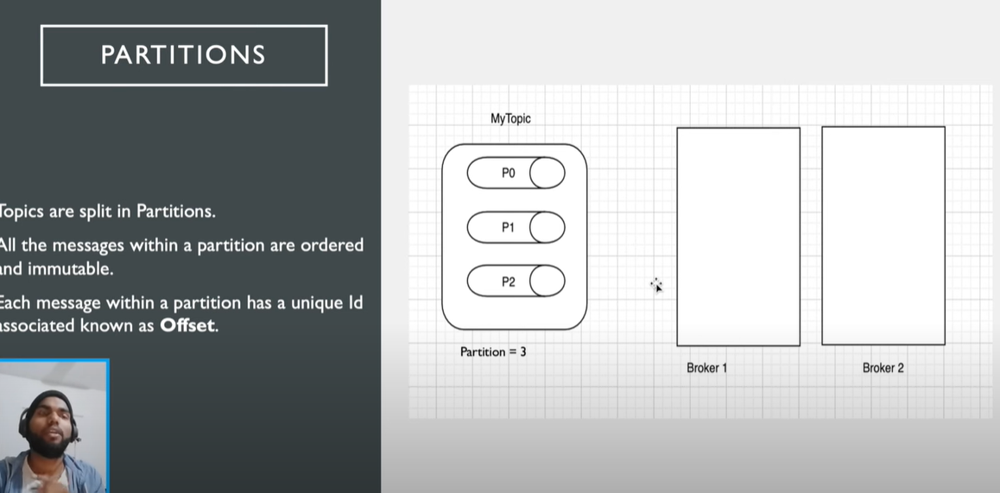 PARTITIONS
Topics are split in Partitions.
All the messages within a partition are ordered
and immutable.
Each message within a partition has a unique Id
associated known as Offset.
MyTopic
P0
P1
P2
Partition = 3
Broker 1
Broker 2